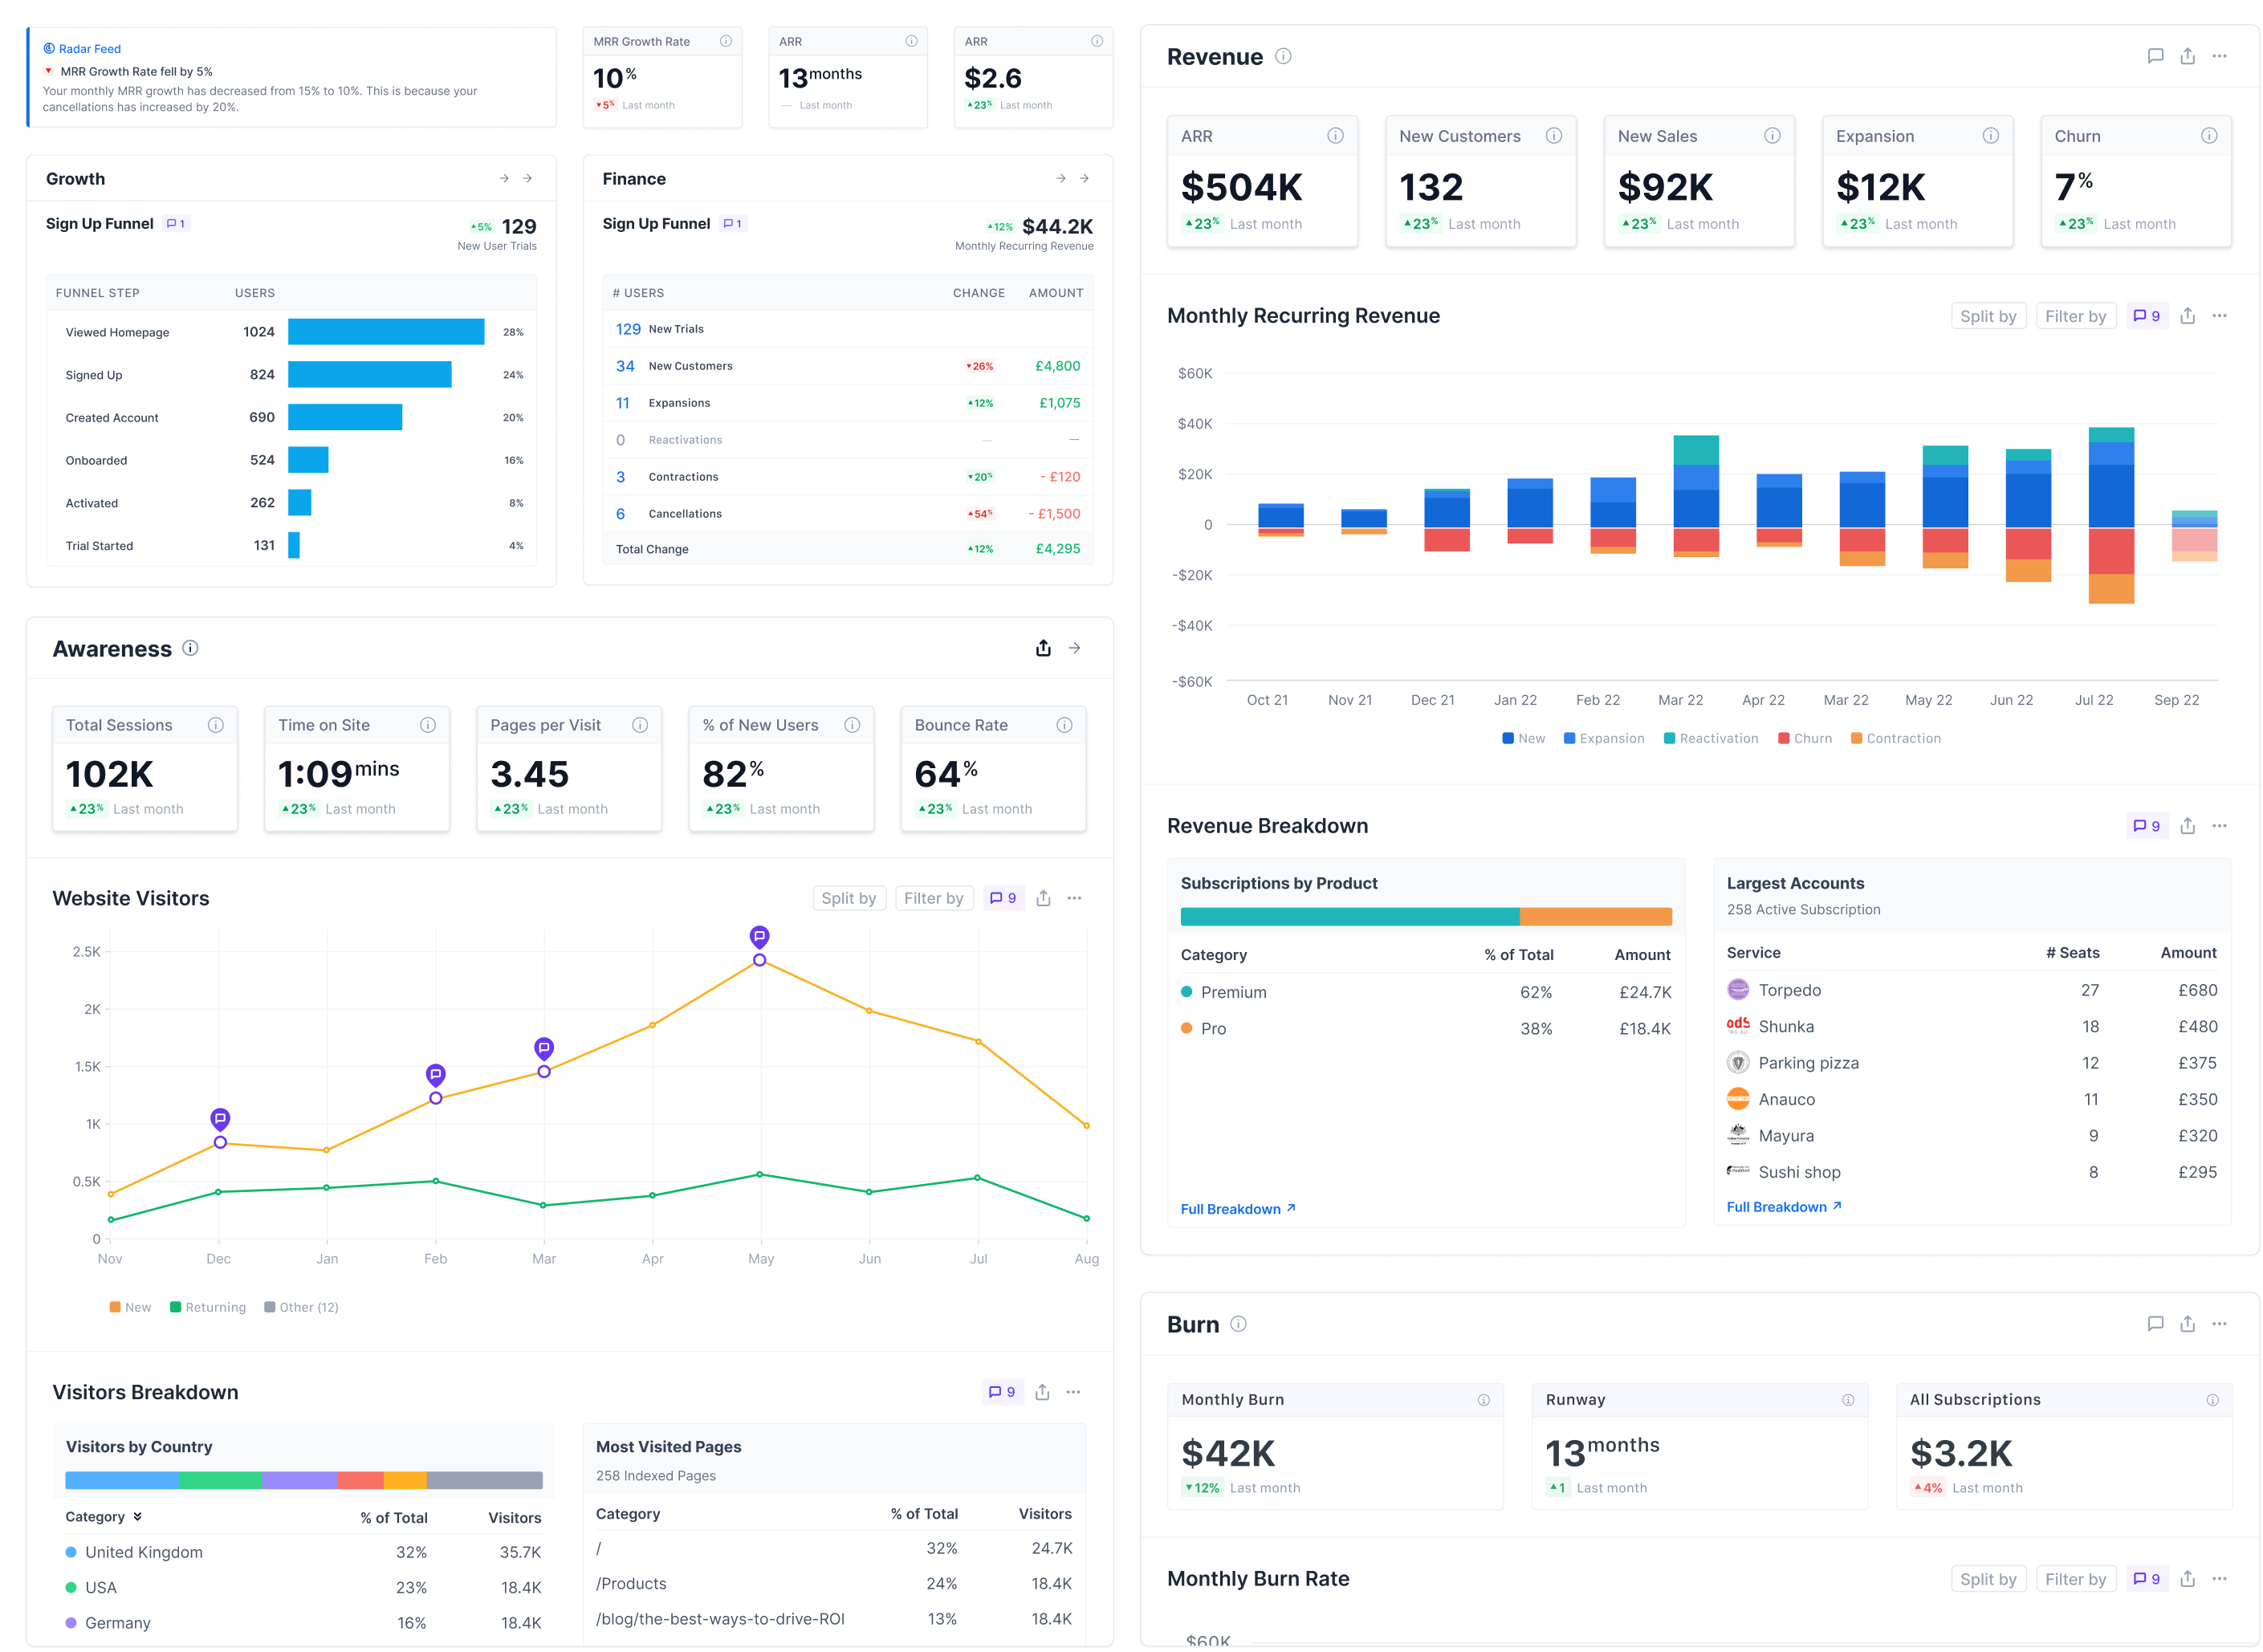 Radar Feed
MRR Growth Rate fell by 5%
Your monthly MRR growth has decreased from 15% to 10%. This is because your
cancellations has increased by 20%.
MRR Growth Rate
10%
5% Last month
ARR
13 months
— Last month
ARR
$2.6
23% Last month
Growth
Sign Up Funnel 1
5% 129
New User Trials
FUNNEL STEP USERS
Viewed Homepage 1024 28%
Signed Up 824 24%
Created Account 690 20%
Onboarded 524 16%
Activated 262 8%
Trial Started 131 4%
Finance
Sign Up Funnel 1
12% $44.2K
Monthly Recurring Revenue
# USERS CHANGE AMOUNT
129 New Trials
34 New Customers 26% £4,800
11 Expansions 12% £1,075
0 Reactivations — —
3 Contractions 20% - £120
6 Cancellations 54% - £1,500
Total Change 12% £4,295
Awareness
Total Sessions
102K
23% Last month
Time on Site
1:09 mins
23% Last month
Pages per Visit
3.45
23% Last month
% of New Users
82%
23% Last month
Bounce Rate
64%
23% Last month
Website Visitors
Split by Filter by 9
2.5K
2K
1.5K
1K
0.5K
0
Nov Dec Jan Feb Mar Apr May Jun Jul Aug
New Returning Other (12)
Visitors Breakdown 9
Visitors by Country
Category % of Total Visitors
United Kingdom 32% 35.7K
USA 23% 18.4K
Germany 16% 18.4K
Most Visited Pages
258 Indexed Pages
Category % of Total Visitors
/ 32% 24.7K
/Products 24% 18.4K
/blog/the-best-ways-to-drive-ROI 13% 18.4K
Revenue
ARR
$504K
23% Last month
New Customers
132
23% Last month
New Sales
$92K
23% Last month
Expansion
$12K
23% Last month
Churn
7%
23% Last month
Monthly Recurring Revenue
Split by Filter by 9
$60K
$40K
$20K
0
-$20K
-$40K
-$60K
Oct 21 Nov 21 Dec 21 Jan 22 Feb 22 Mar 22 Apr 22 Mar 22 May 22 Jun 22 Jul 22 Sep 22
New Expansion Reactivation Churn Contraction
Revenue Breakdown 9
Subscriptions by Product
Category % of Total Amount
Premium 62% £24.7K
Pro 38% £18.4K
Full Breakdown
Largest Accounts
258 Active Subscription
Service # Seats Amount
Torpedo 27 £680
Shunka 18 £480
Parking pizza 12 £375
Anauco 11 £350
Mayura 9 £320
Sushi shop 8 £295
Full Breakdown
Burn
Monthly Burn
$42K
12% Last month
Runway
13 months
1 Last month
All Subscriptions
$3.2K
4% Last month
Monthly Burn Rate
Split by Filter by 9
$60K